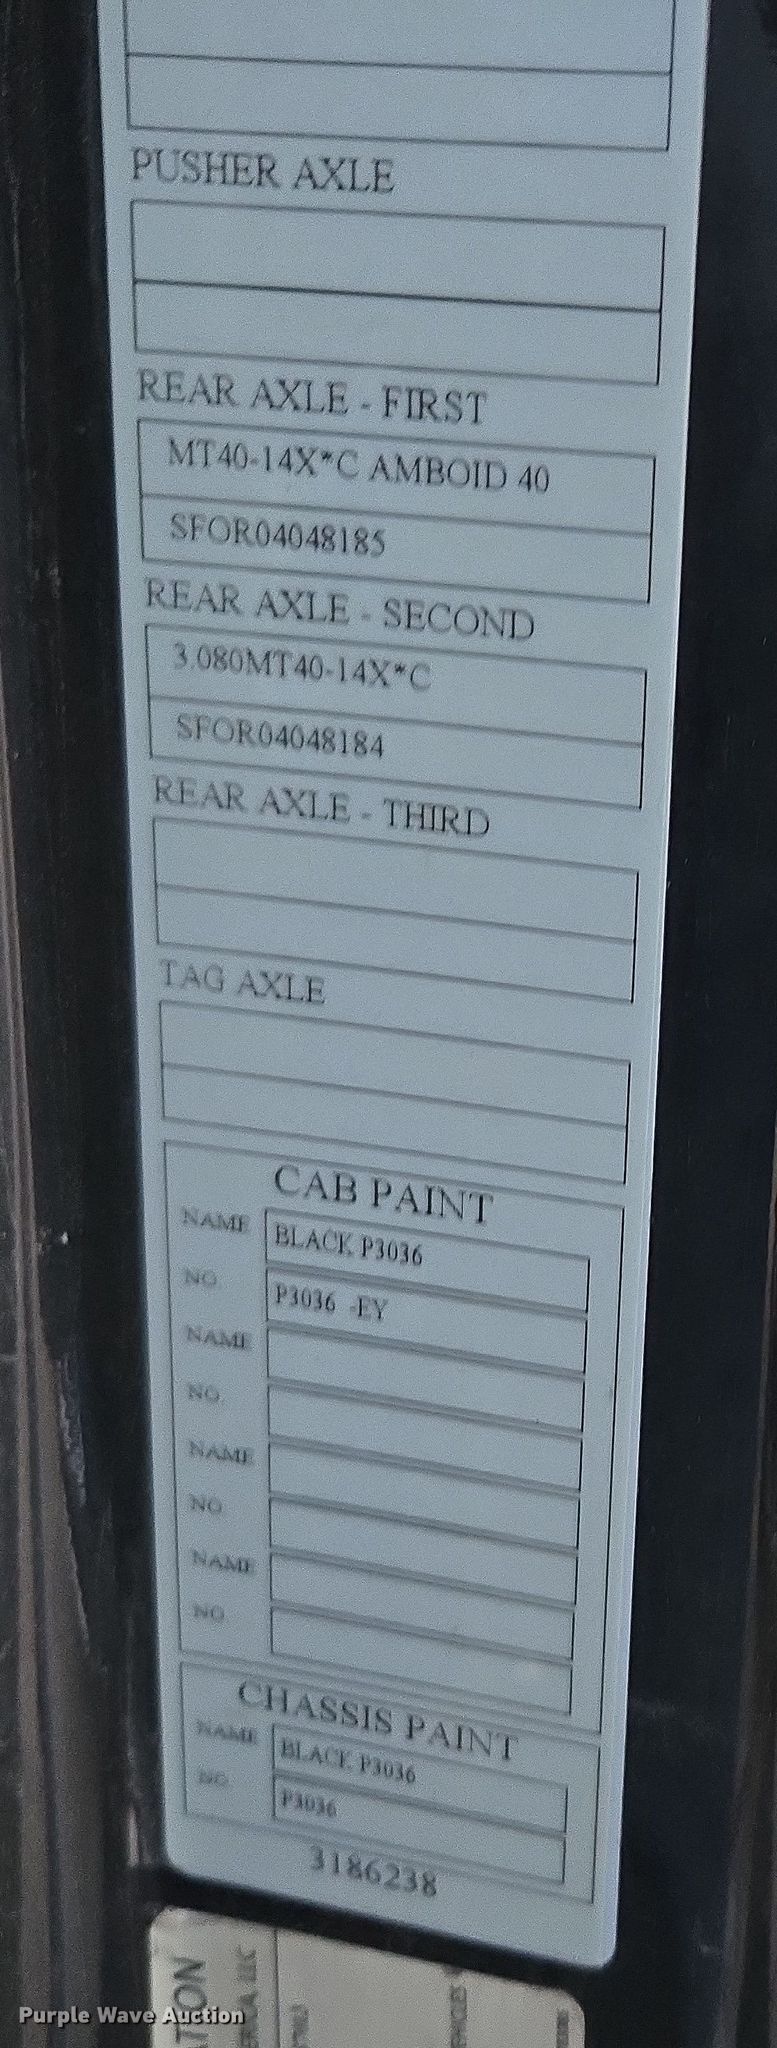 PUSHER AXLE
REAR AXLE - FIRST
MT40-14X*C AMBOID 40
SFOR04048185
REAR AXLE - SECOND
3.080MT40-14X*C
SFOR04048184
REAR AXLE - THIRD
TAG AXLE
CAB PAINT
NAME BLACK P3036
NO. P3036 -EY
NAME
NO.
NAME
NO.
NAME
NO.
CHASSIS PAINT
NAME BLACK P3036
NO. P3036
3186238
Purple Wave Auction